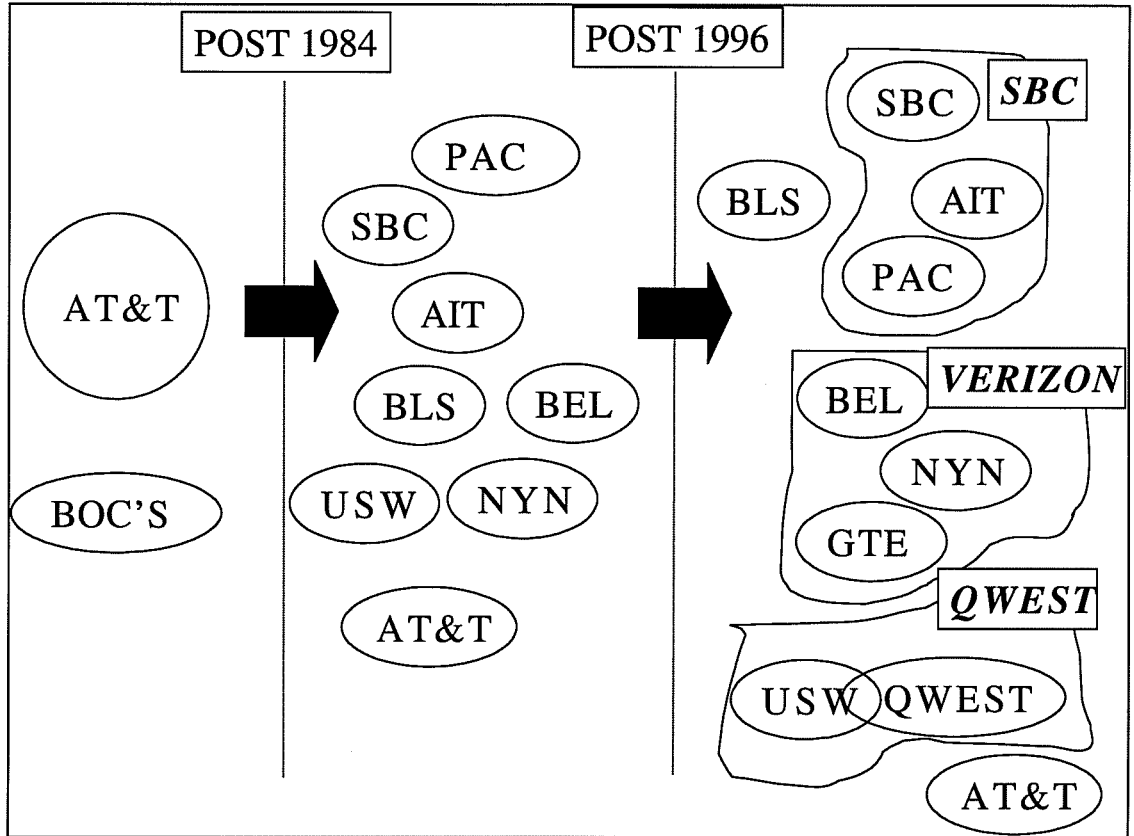 POST 1984
POST 1996
AT&T
BOC'S
PAC
SBC
AIT
BLS
BEL
USW
NYN
AT&T
BLS
SBC
SBC
AIT
PAC
VERIZON
BEL
NYN
GTE
QWEST
USW
QWEST
AT&T